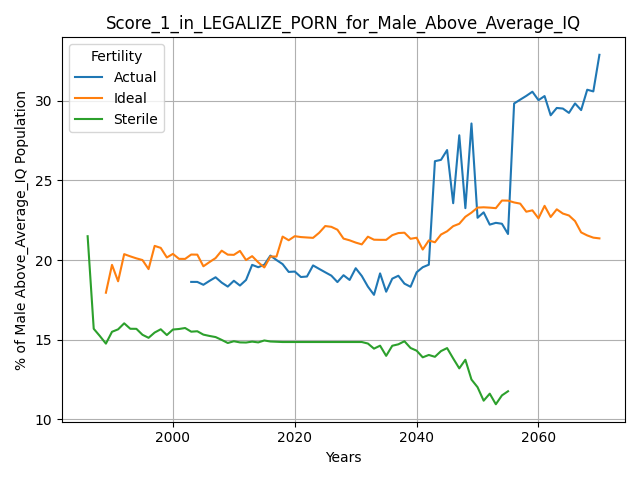 Score_1_in_LEGALIZE_PORN_for_Male_Above_Average_IQ
Fertility
Actual
Ideal
Sterile
% of Male Above_Average_IQ Population
30
25
20
15
10
2000
2020
2040
2060
Years